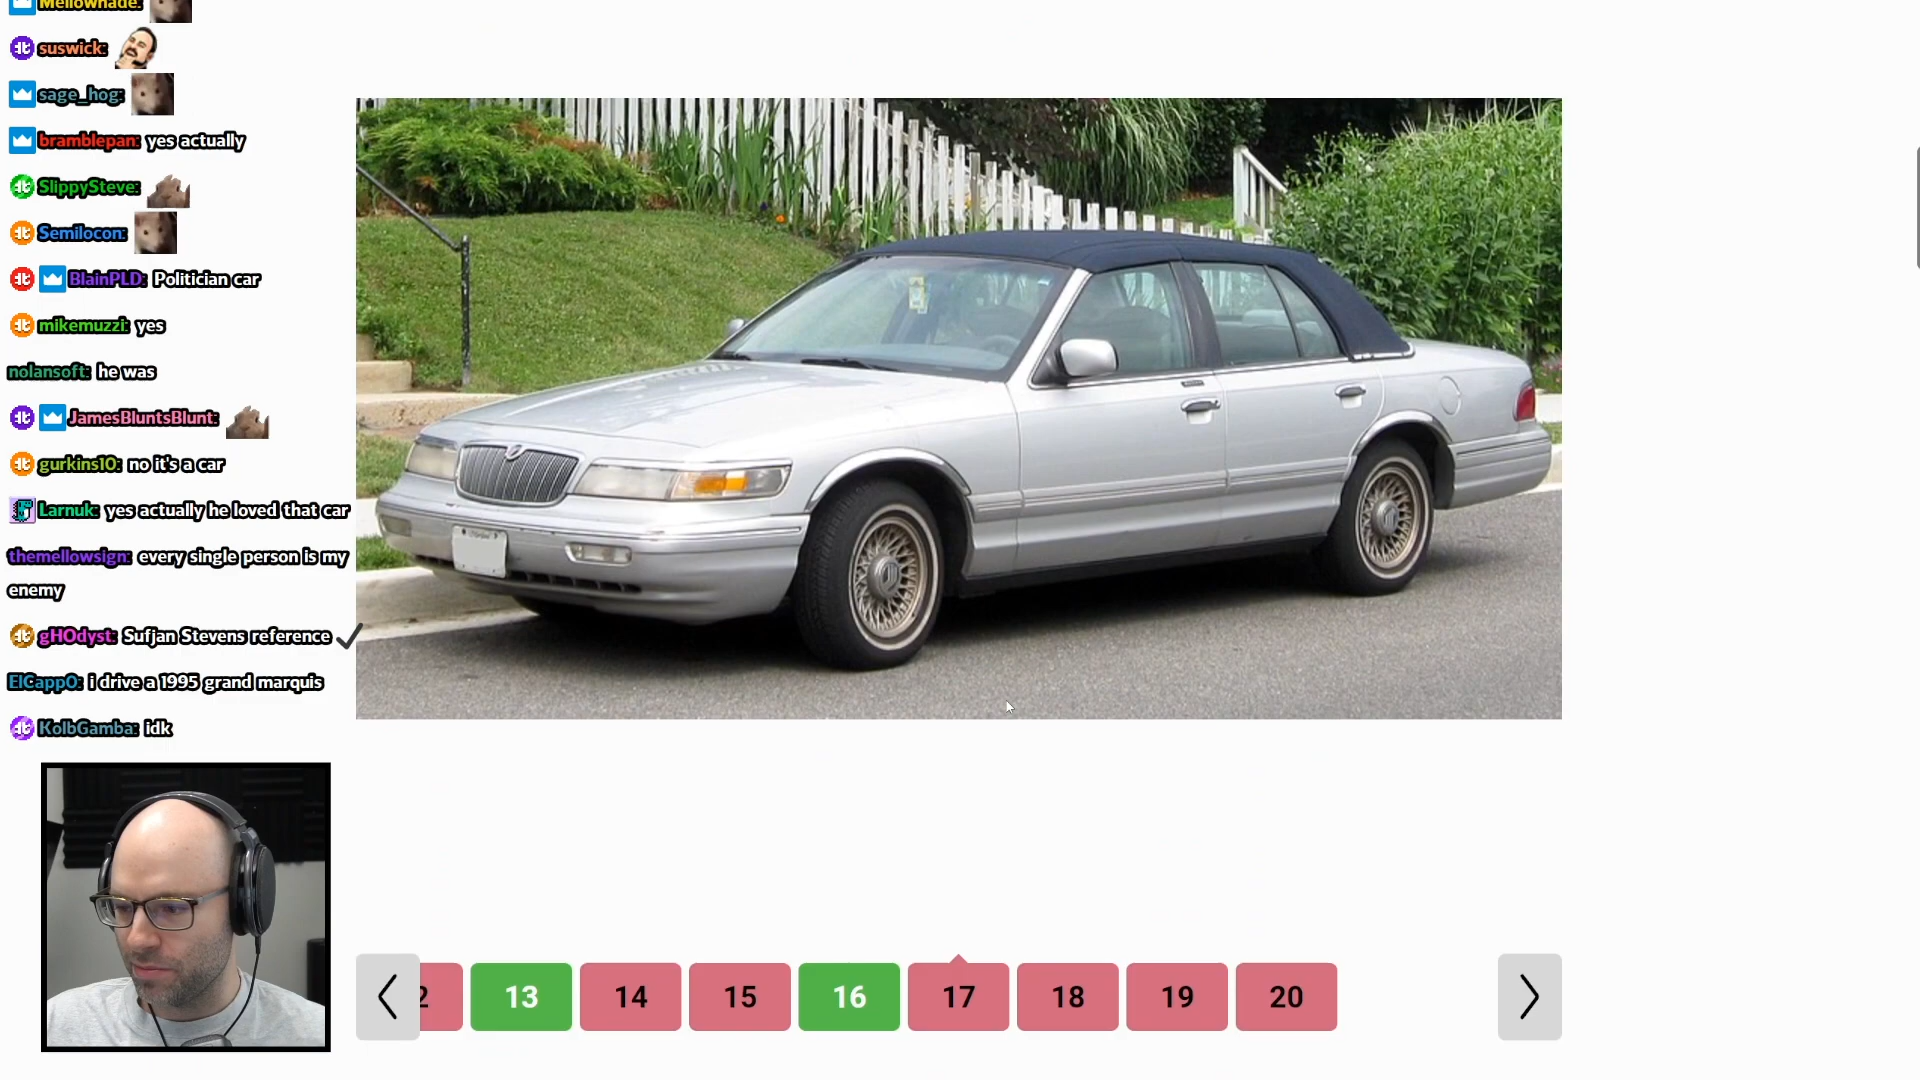 Mellowhade:
suswick:
sage_hog:
bramblepan: yes actually
SlippySteve:
Semilocon:
BlainPLD: Politician car
mikemuzzi: yes
nolansoft: he was
JamesBluntsBlunt:
gurkins10: no it's a car
Larnuk: yes actually he loved that car
themellowsign: every single person is my
enemy
gHOdyst: Sufjan Stevens reference
ElCappO: i drive a 1995 grand marquis
KolbGamba: idk
2 13 14 15 16 17 18 19 20